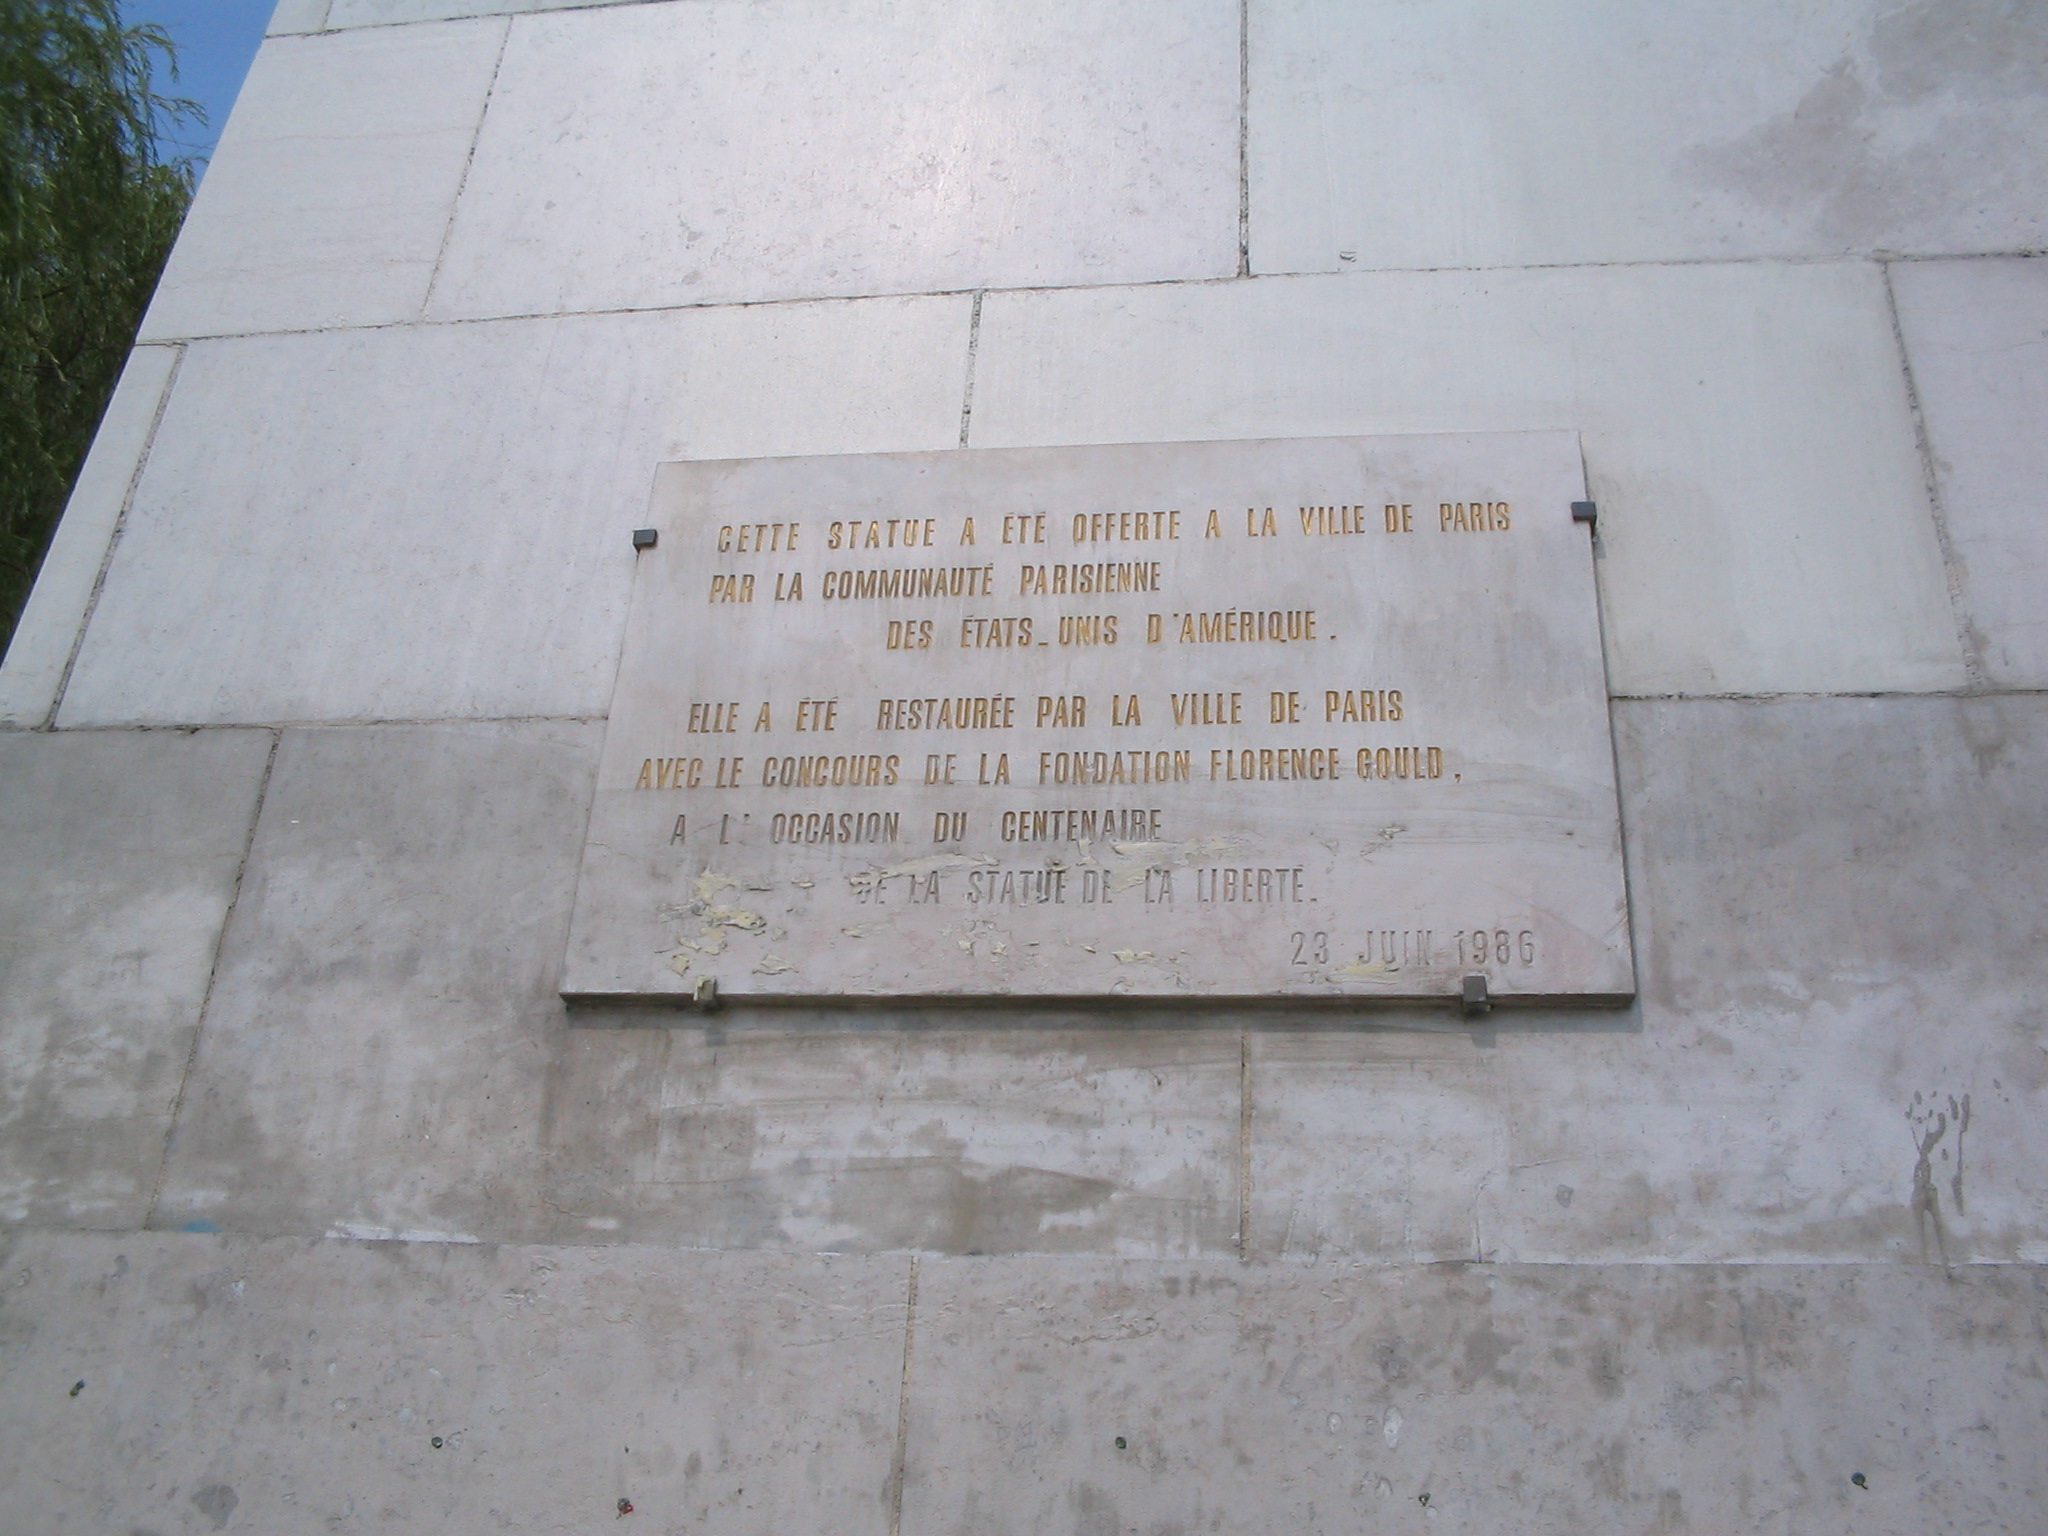 CETTE STATUE A ÉTÉ OFFERTE A LA VILLE DE PARIS
PAR LA COMMUNAUTÉ PARISIENNE
DES ÉTATS-UNIS D'AMÉRIQUE.
ELLE A ÉTÉ RESTAURÉE PAR LA VILLE DE PARIS
AVEC LE CONCOURS DE LA FONDATION FLORENCE GOULD,
A L'OCCASION DU CENTENAIRE
DE LA STATUE DE LA LIBERTÉ.
23 JUIN 1986